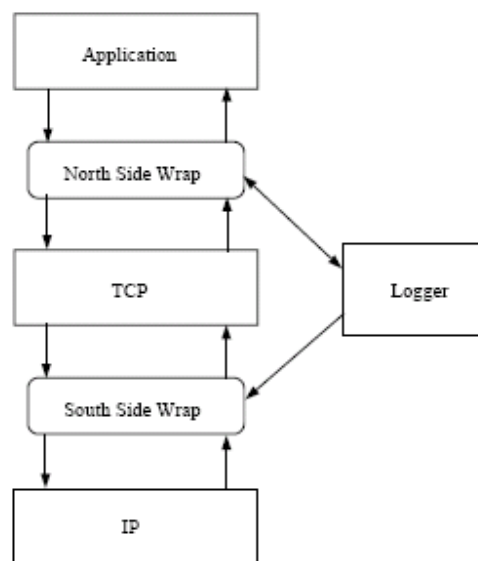 Application
North Side Wrap
TCP
Logger
South Side Wrap
IP